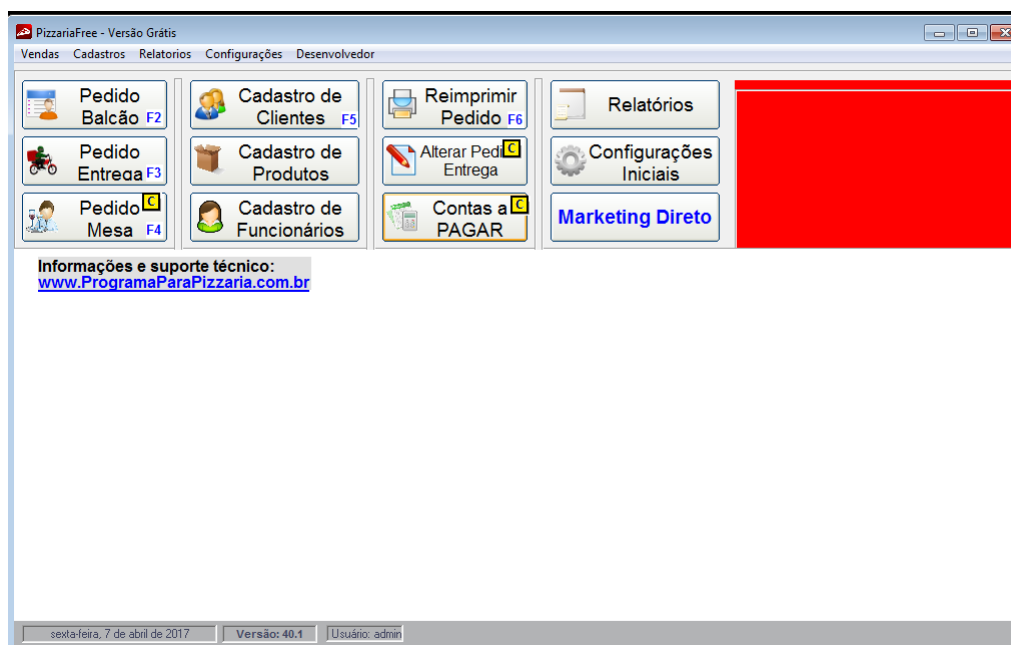 PizzariaFree - Versão Grátis
Vendas Cadastros Relatorios Configurações Desenvolvedor
Pedido
Balcão F2
Cadastro de
Clientes F5
Reimprimir
Pedido F6
Relatórios
Pedido
Entrega F3
Cadastro de
Produtos
Alterar Pedi C
Entrega
Configurações
Iniciais
Pedido C
Mesa F4
Cadastro de
Funcionários
Contas a C
PAGAR
Marketing Direto
Informações e suporte técnico:
www.ProgramaParaPizzaria.com.br
sexta-feira, 7 de abril de 2017 Versão: 40.1 Usuário: admin